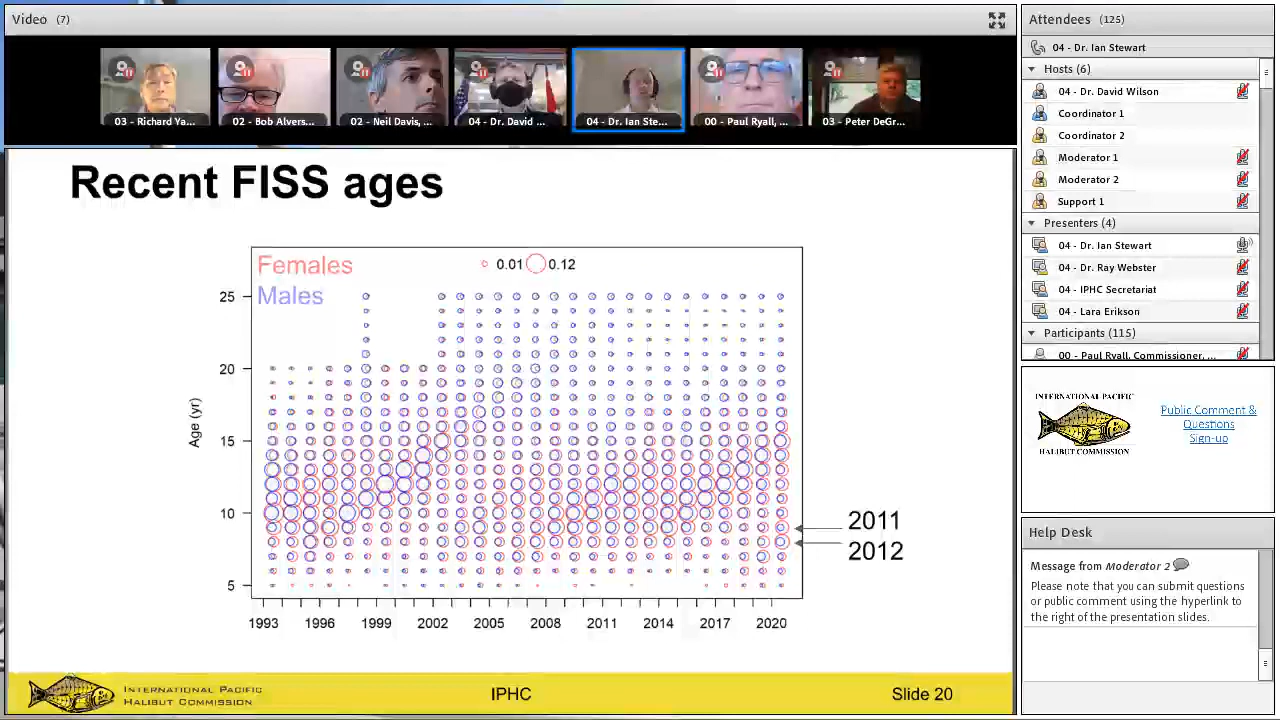 Video (7)
03 - Richard Ya...
02 - Bob Alvers...
02 - Neil Davis, ...
04 - Dr. David ...
04 - Dr. Ian Ste...
00 - Paul Ryall, ...
03 - Peter DeGr...
Recent FISS ages
Females
Males
0.01
0.12
Age (yr)
25
20
15
10
5
1993
1996
1999
2002
2005
2008
2011
2014
2017
2020
2011
2012
INTERNATIONAL PACIFIC
HALIBUT COMMISSION
IPHC
Slide 20
Attendees (125)
04 - Dr. Ian Stewart
Hosts (6)
04 - Dr. David Wilson
Coordinator 1
Coordinator 2
Moderator 1
Moderator 2
Support 1
Presenters (4)
04 - Dr. Ian Stewart
04 - Dr. Ray Webster
04 - IPHC Secretariat
04 - Lara Erikson
Participants (115)
00 - Paul Ryall, Commissioner, ...
INTERNATIONAL PACIFIC
HALIBUT COMMISSION
Public Comment &
Questions
Sign-up
Help Desk
Message from Moderator 2
Please note that you can submit questions
or public comment using the hyperlink to
the right of the presentation slides.